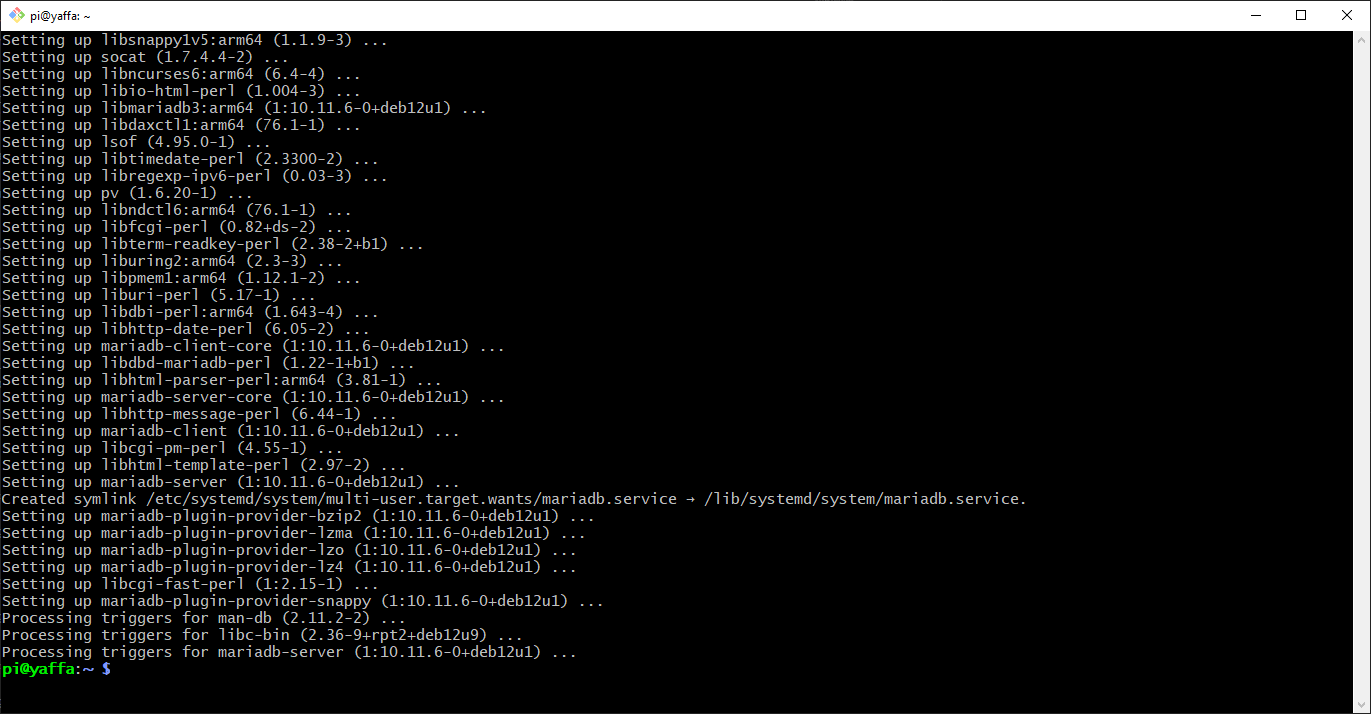 pi@yaffa: ~
Setting up libsnappy1v5:arm64 (1.1.9-3) ...
Setting up socat (1.7.4.4-2) ...
Setting up libncurses6:arm64 (6.4-4) ...
Setting up libio-html-perl (1.004-3) ...
Setting up libmariadb3:arm64 (1:10.11.6-0+deb12u1) ...
Setting up libdaxctl1:arm64 (76.1-1) ...
Setting up lsof (4.95.0-1) ...
Setting up libtimedate-perl (2.3300-2) ...
Setting up libregexp-ipv6-perl (0.03-3) ...
Setting up pv (1.6.20-1) ...
Setting up libndctl6:arm64 (76.1-1) ...
Setting up libfcgi-perl (0.82+ds-2) ...
Setting up libterm-readkey-perl (2.38-2+b1) ...
Setting up liburing2:arm64 (2.3-3) ...
Setting up libpmem1:arm64 (1.12.1-2) ...
Setting up liburi-perl (5.17-1) ...
Setting up libdbi-perl:arm64 (1.643-4) ...
Setting up libhttp-date-perl (6.05-2) ...
Setting up mariadb-client-core (1:10.11.6-0+deb12u1) ...
Setting up libdbd-mariadb-perl (1.22-1+b1) ...
Setting up libhtml-parser-perl:arm64 (3.81-1) ...
Setting up mariadb-server-core (1:10.11.6-0+deb12u1) ...
Setting up libhttp-message-perl (6.44-1) ...
Setting up mariadb-client (1:10.11.6-0+deb12u1) ...
Setting up libcgi-pm-perl (4.55-1) ...
Setting up libhtml-template-perl (2.97-2) ...
Setting up mariadb-server (1:10.11.6-0+deb12u1) ...
Created symlink /etc/systemd/system/multi-user.target.wants/mariadb.service → /lib/systemd/system/mariadb.service.
Setting up mariadb-plugin-provider-bzip2 (1:10.11.6-0+deb12u1) ...
Setting up mariadb-plugin-provider-lzma (1:10.11.6-0+deb12u1) ...
Setting up mariadb-plugin-provider-lzo (1:10.11.6-0+deb12u1) ...
Setting up mariadb-plugin-provider-lz4 (1:10.11.6-0+deb12u1) ...
Setting up libcgi-fast-perl (1:2.15-1) ...
Setting up mariadb-plugin-provider-snappy (1:10.11.6-0+deb12u1) ...
Processing triggers for man-db (2.11.2-2) ...
Processing triggers for libc-bin (2.36-9+rpt2+deb12u9) ...
Processing triggers for mariadb-server (1:10.11.6-0+deb12u1) ...
pi@yaffa:~ $